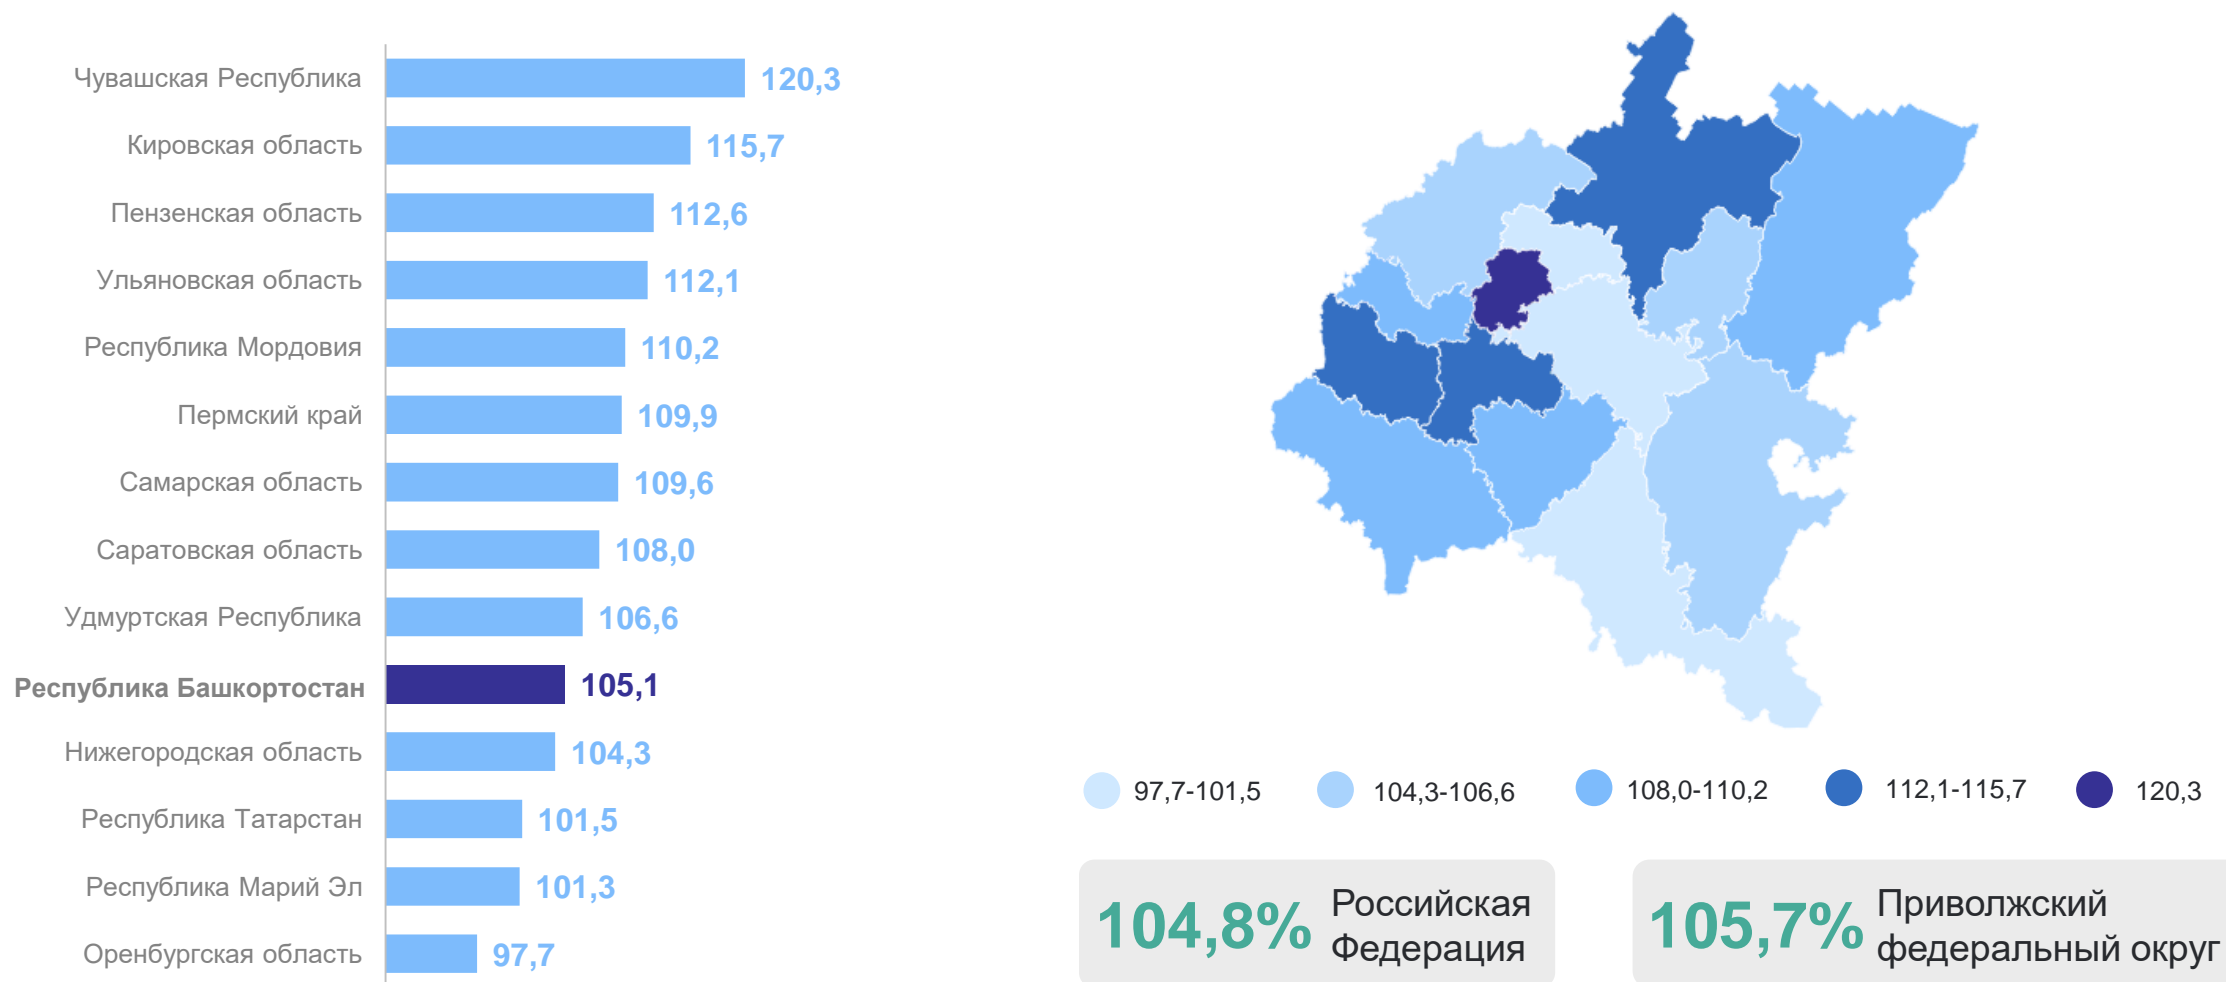 Чувашская Республика 120,3
Кировская область 115,7
Пензенская область 112,6
Ульяновская область 112,1
Республика Мордовия 110,2
Пермский край 109,9
Самарская область 109,6
Саратовская область 108,0
Удмуртская Республика 106,6
Республика Башкортостан 105,1
Нижегородская область 104,3
Республика Татарстан 101,5
Республика Марий Эл 101,3
Оренбургская область 97,7
97,7-101,5 104,3-106,6 108,0-110,2 112,1-115,7 120,3
104,8%
Российская
Федерация
105,7%
Приволжский
федеральный округ